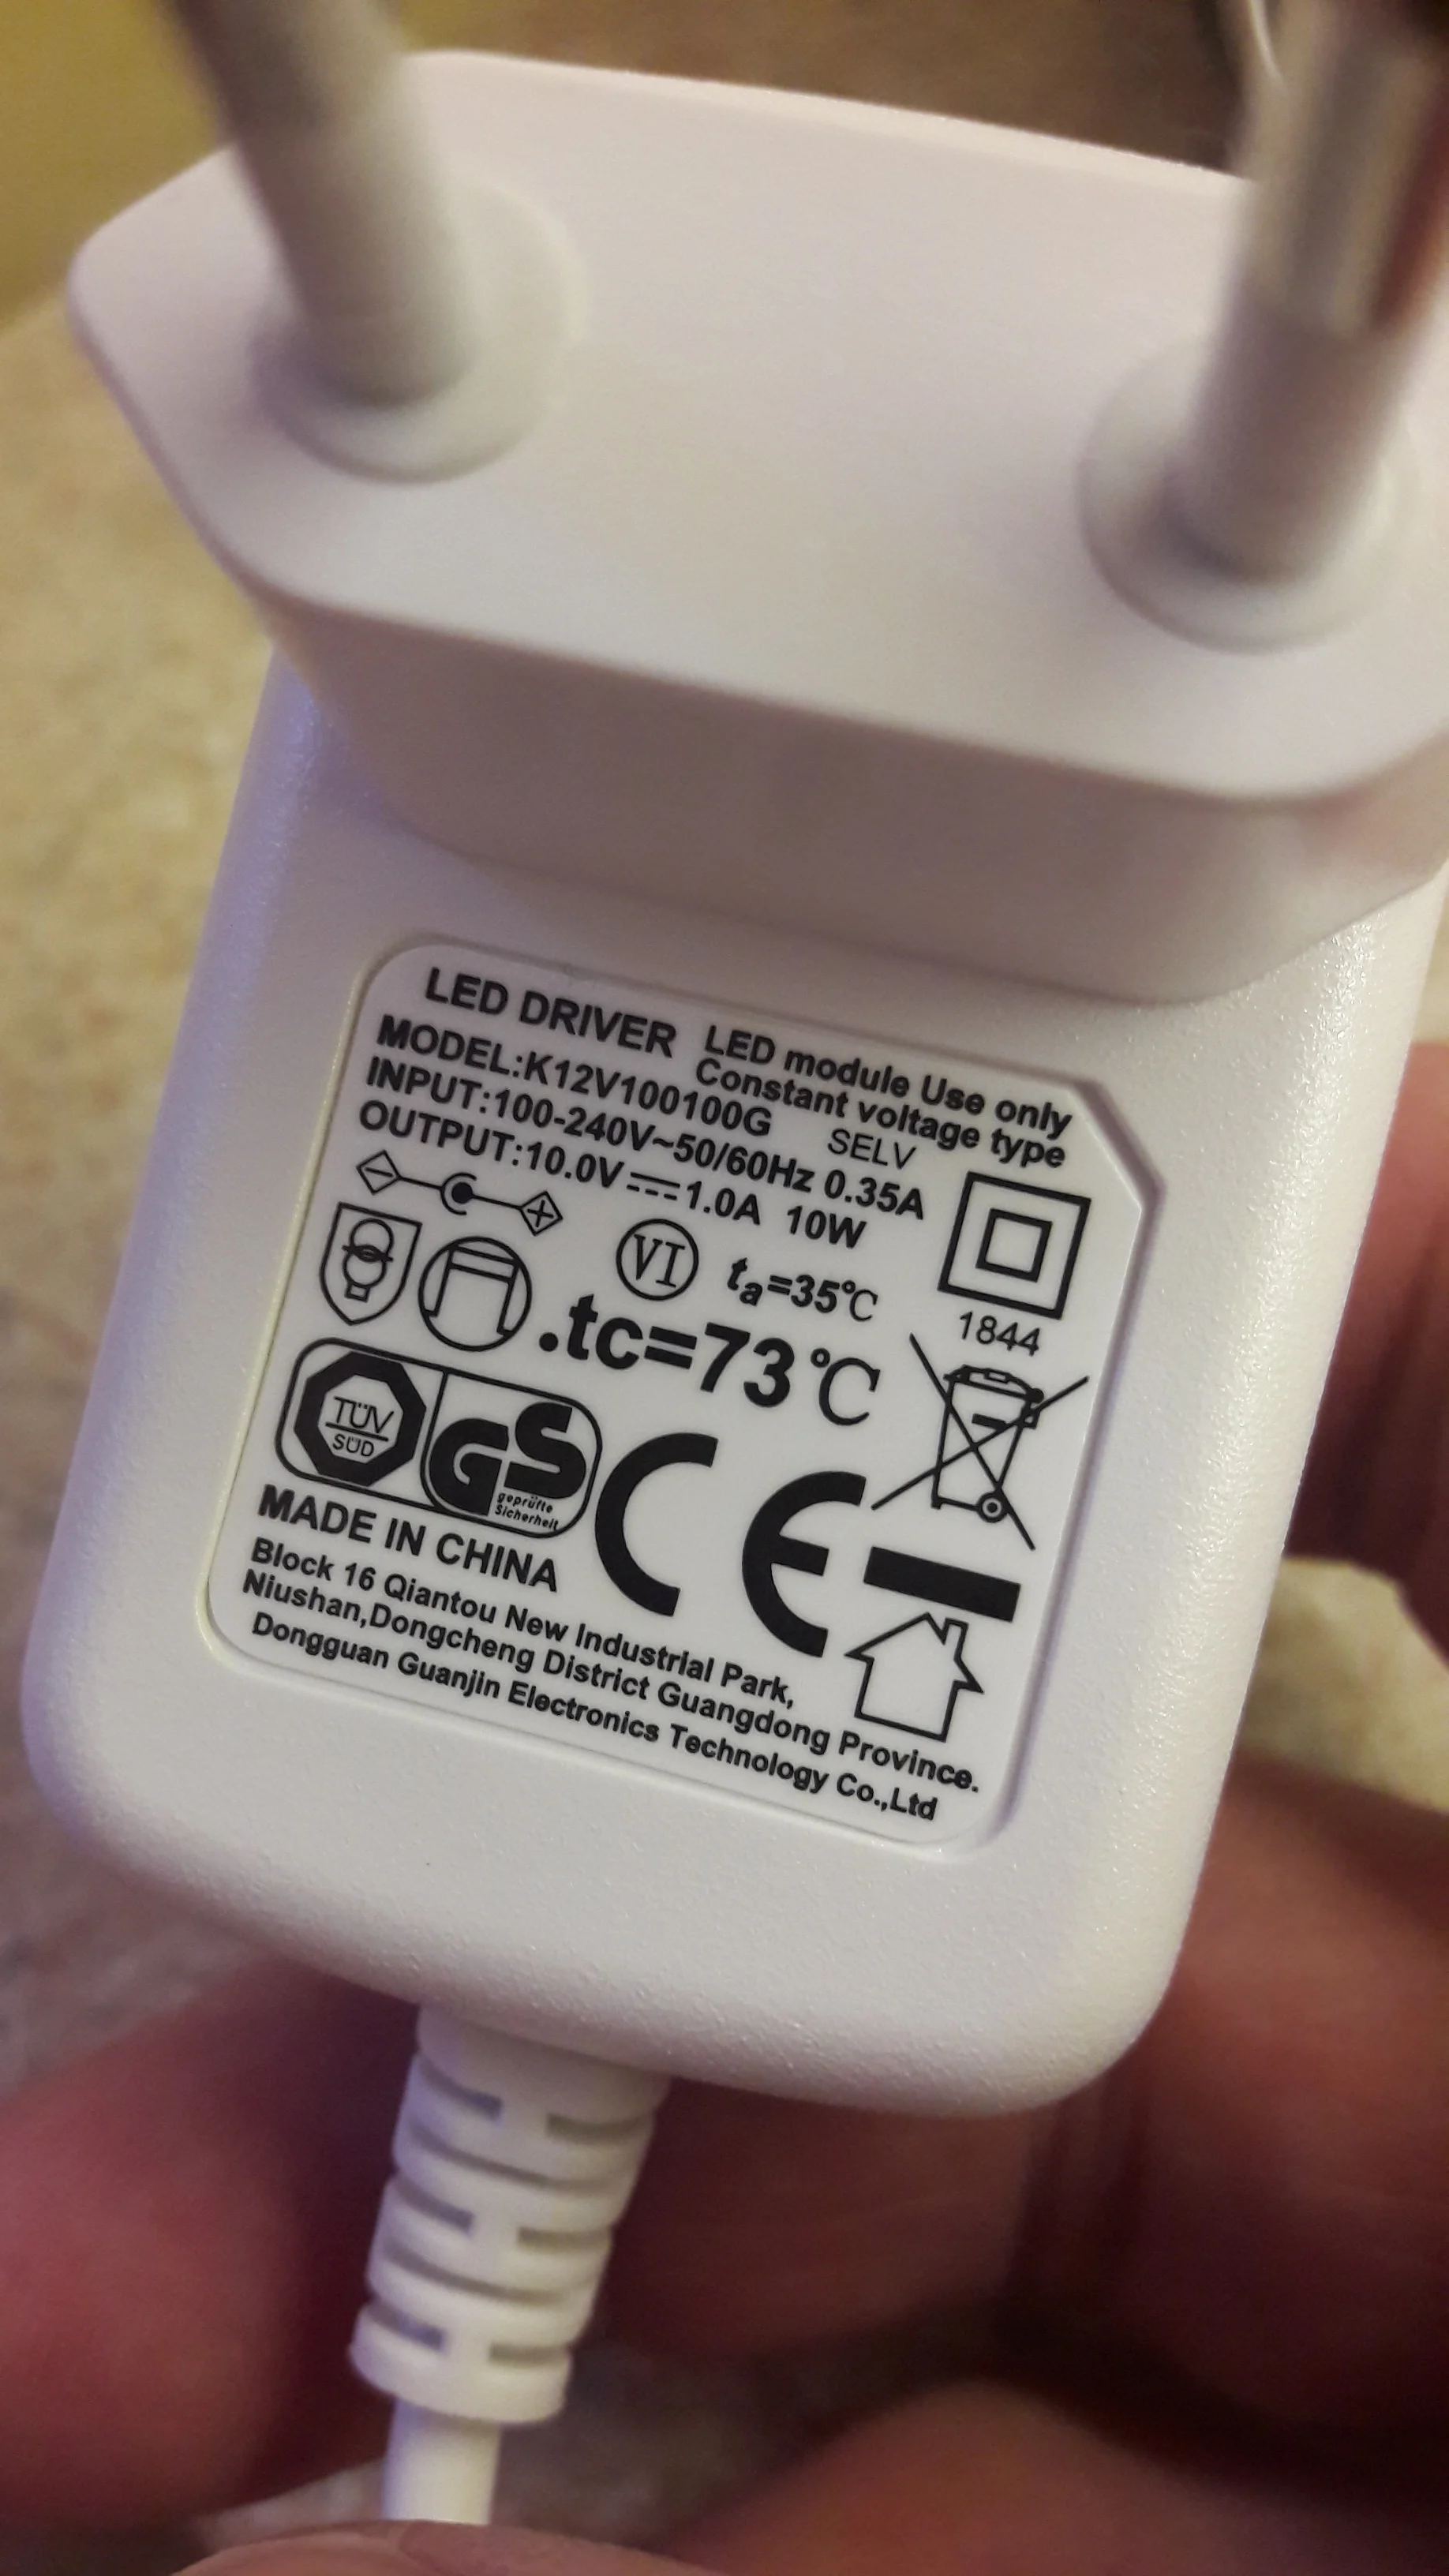 LED DRIVER LED module Use only
Constant voltage type
MODEL:K12V100100G SELV
INPUT:100-240V~50/60Hz 0.35A
OUTPUT:10.0V⎓1.0A 10W
VI ta=35℃
.tc=73℃
1844
TÜV
SÜD
GS
geprüfte
Sicherheit
CE
MADE IN CHINA
Block 16 Qiantou New Industrial Park,
Niushan,Dongcheng District Guangdong Province.
Dongguan Guanjin Electronics Technology Co.,Ltd